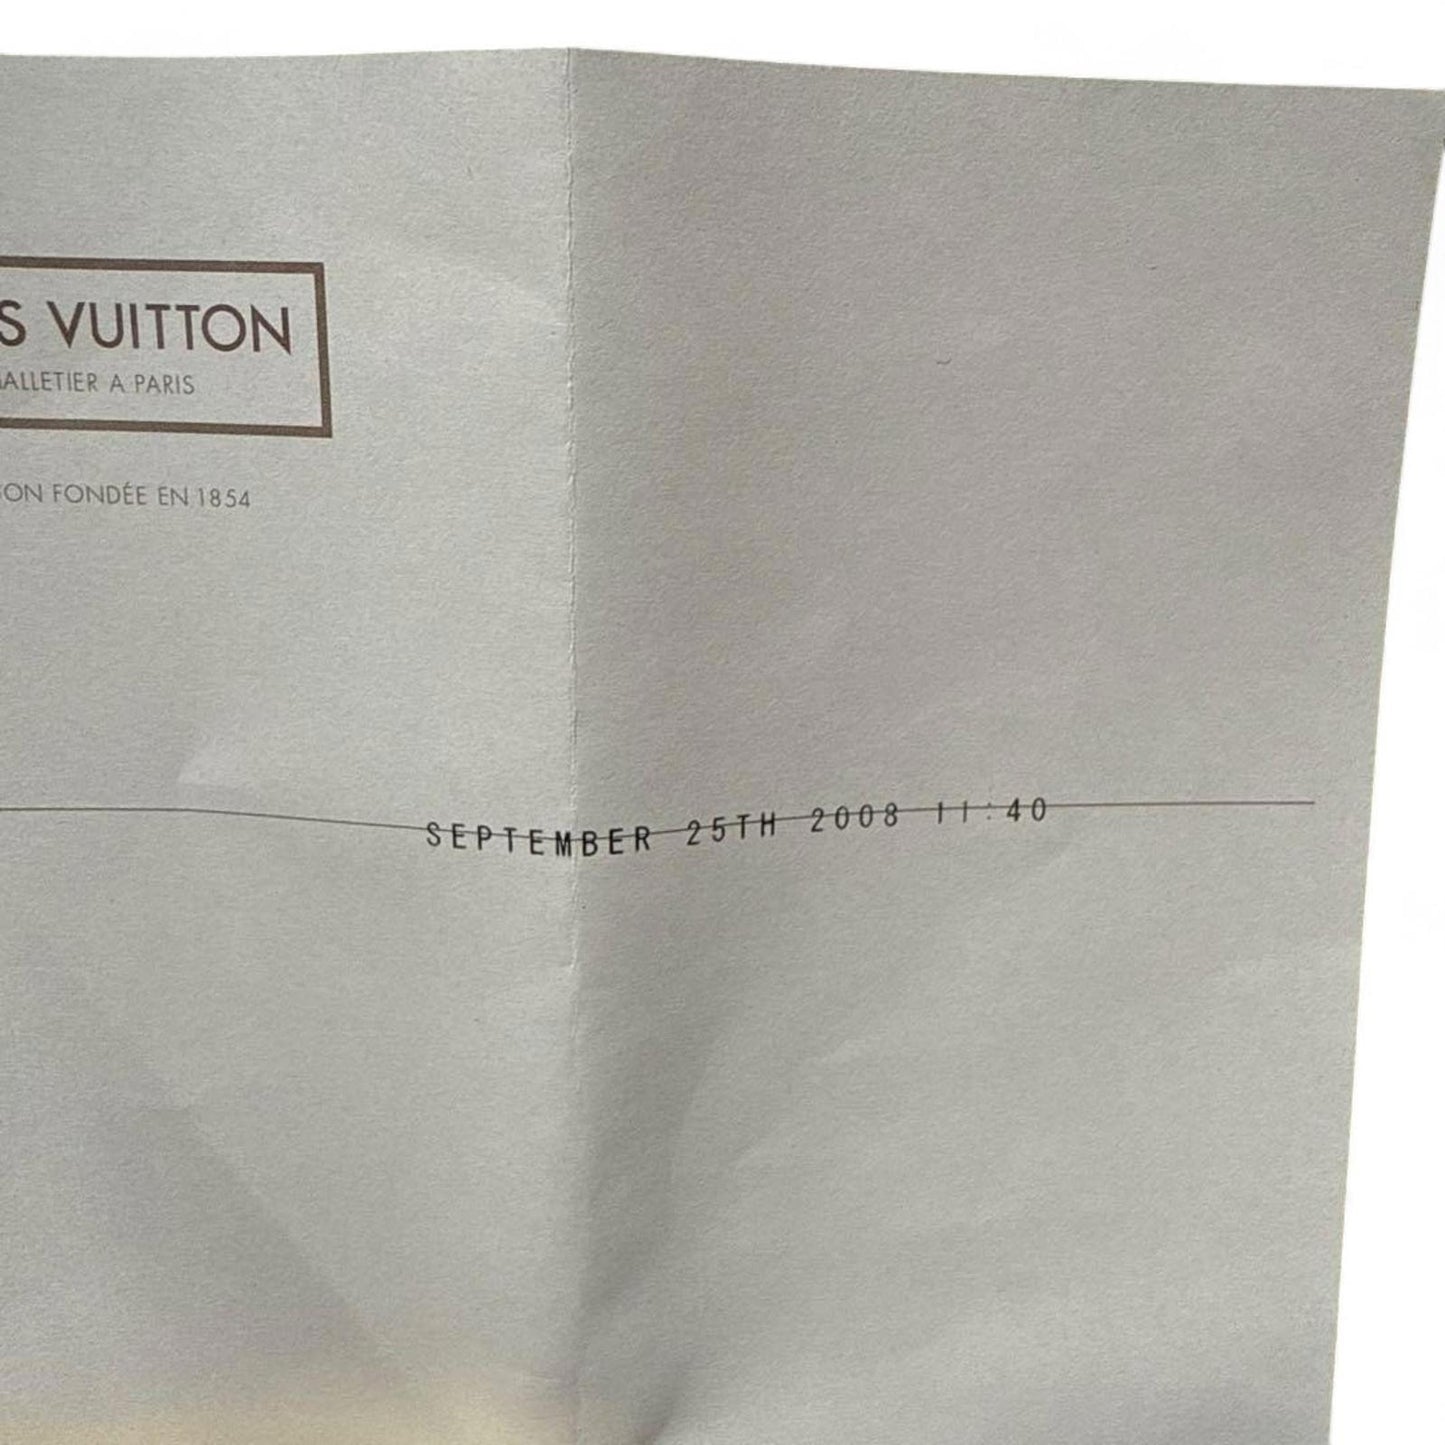 S VUITTON
ALLETIER A PARIS
ON FONDÉE EN 1854
SEPTEMBER 25TH 2008 11:40